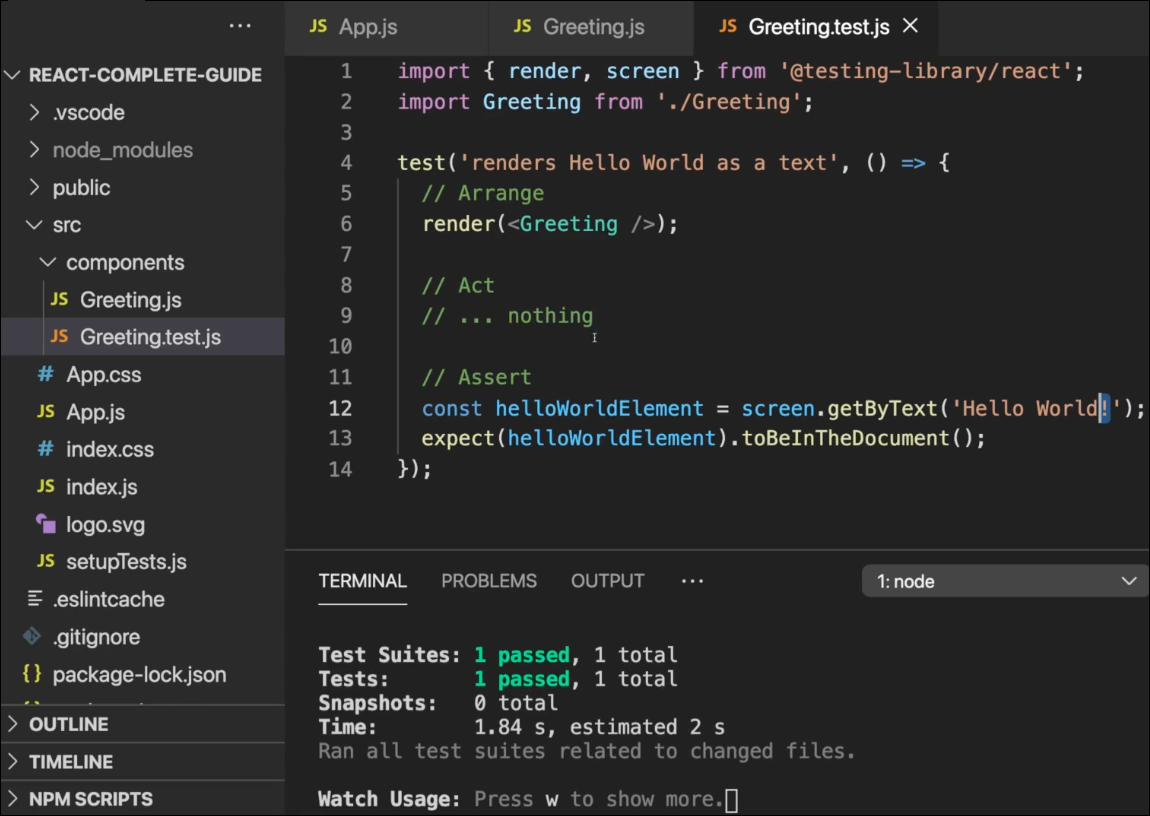 ...
JS App.js
JS Greeting.js
JS Greeting.test.js
REACT-COMPLETE-GUIDE
.vscode
node_modules
public
src
components
JS Greeting.js
JS Greeting.test.js
# App.css
JS App.js
# index.css
JS index.js
logo.svg
JS setupTests.js
.eslintcache
.gitignore
{} package-lock.json
OUTLINE
TIMELINE
NPM SCRIPTS
1 import { render, screen } from '@testing-library/react';
2 import Greeting from './Greeting';
3
4 test('renders Hello World as a text', () => {
5 // Arrange
6 render(<Greeting />);
7
8 // Act
9 // ... nothing
10
11 // Assert
12 const helloWorldElement = screen.getByText('Hello World!');
13 expect(helloWorldElement).toBeInTheDocument();
14 });
TERMINAL PROBLEMS OUTPUT ... 1: node
Test Suites: 1 passed, 1 total
Tests: 1 passed, 1 total
Snapshots: 0 total
Time: 1.84 s, estimated 2 s
Ran all test suites related to changed files.
Watch Usage: Press w to show more.